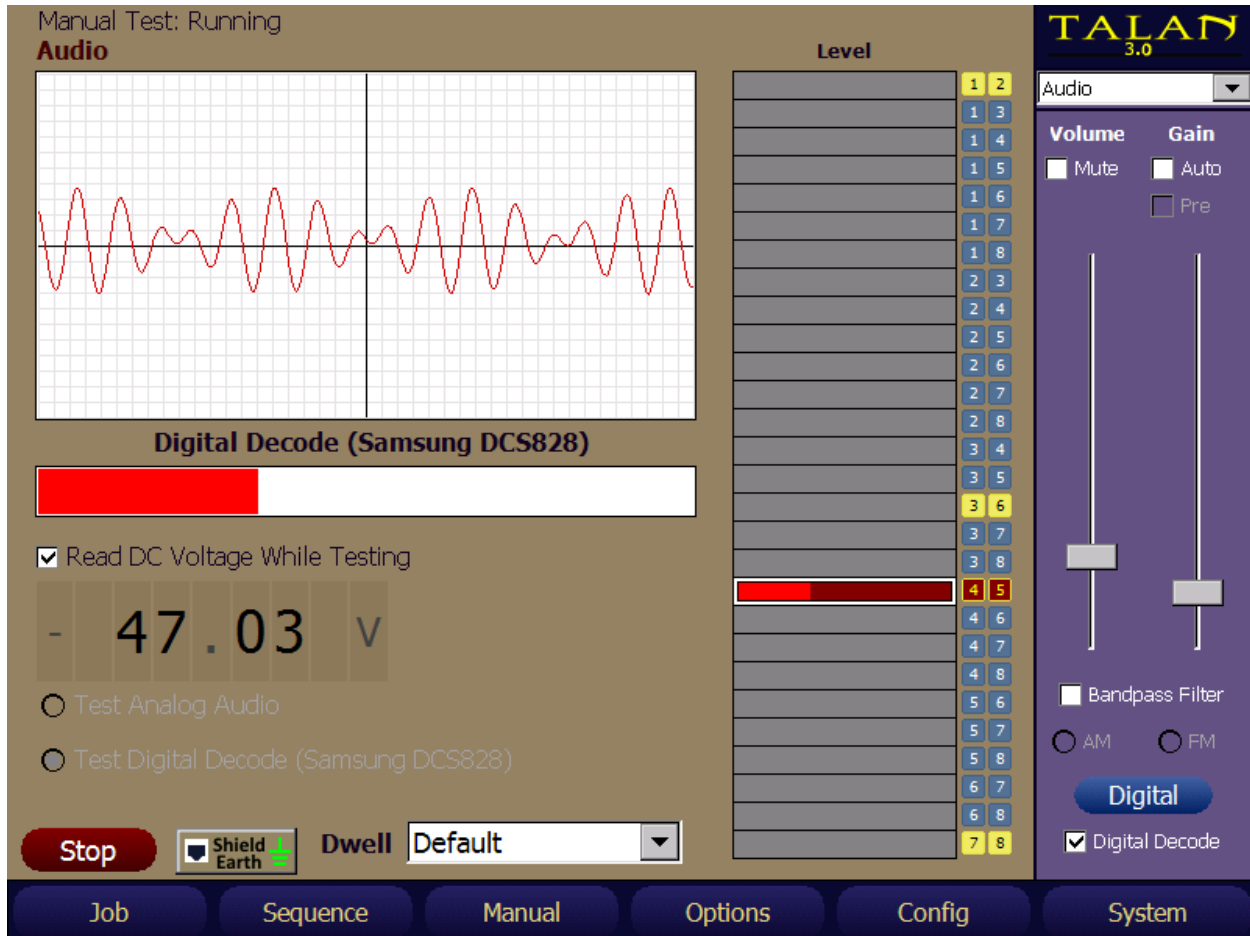 Manual Test: Running
Audio
Level
TALAN
3.0
Audio
Volume Gain
Mute Auto
Pre
1 2
1 3
1 4
1 5
1 6
1 7
1 8
2 3
2 4
2 5
2 6
2 7
2 8
3 4
3 5
3 6
3 7
3 8
4 5
4 6
4 7
4 8
5 6
5 7
5 8
6 7
6 8
7 8
Digital Decode (Samsung DCS828)
Read DC Voltage While Testing
- 47.03 V
Test Analog Audio
Test Digital Decode (Samsung DCS828)
Stop
Shield
Earth
Dwell Default
Bandpass Filter
AM FM
Digital
Digital Decode
Job Sequence Manual Options Config System